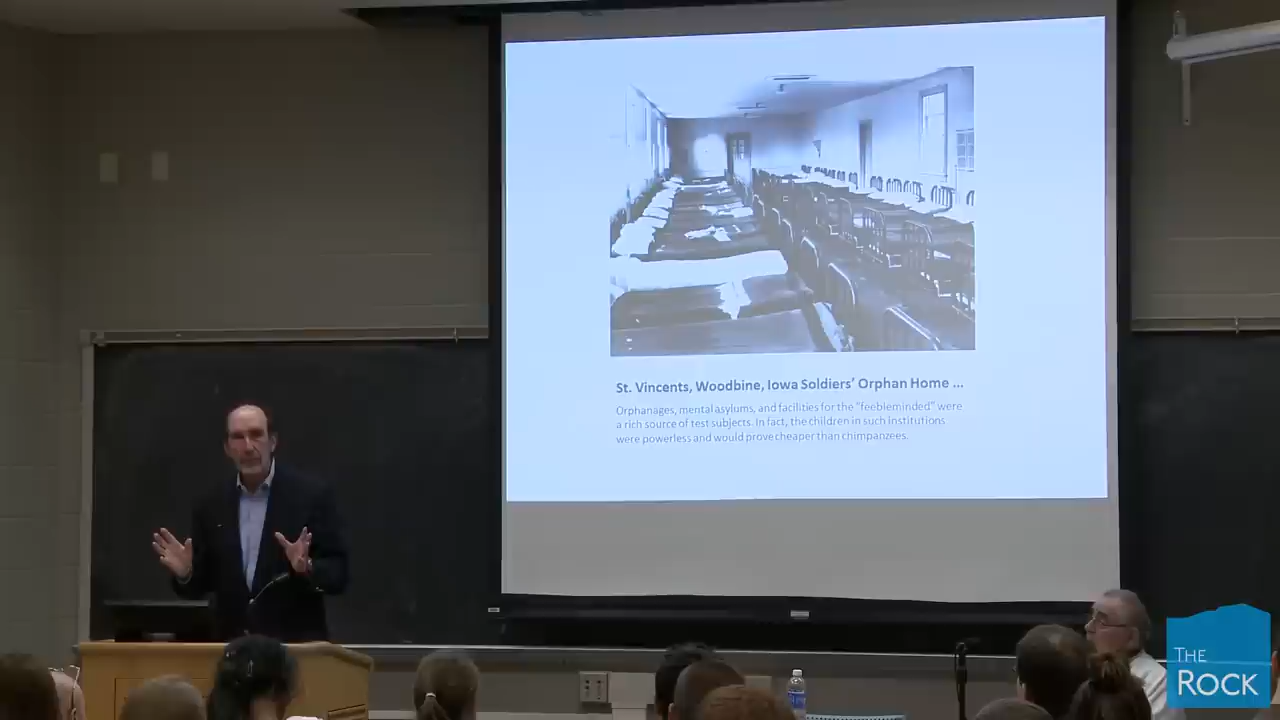 St. Vincents, Woodbine, Iowa Soldiers' Orphan Home ...
Orphanages, mental asylums, and facilities for the "feebleminded" were
a rich source of test subjects. In fact, the children in such institutions
were powerless and would prove cheaper than chimpanzees.
THE
ROCK